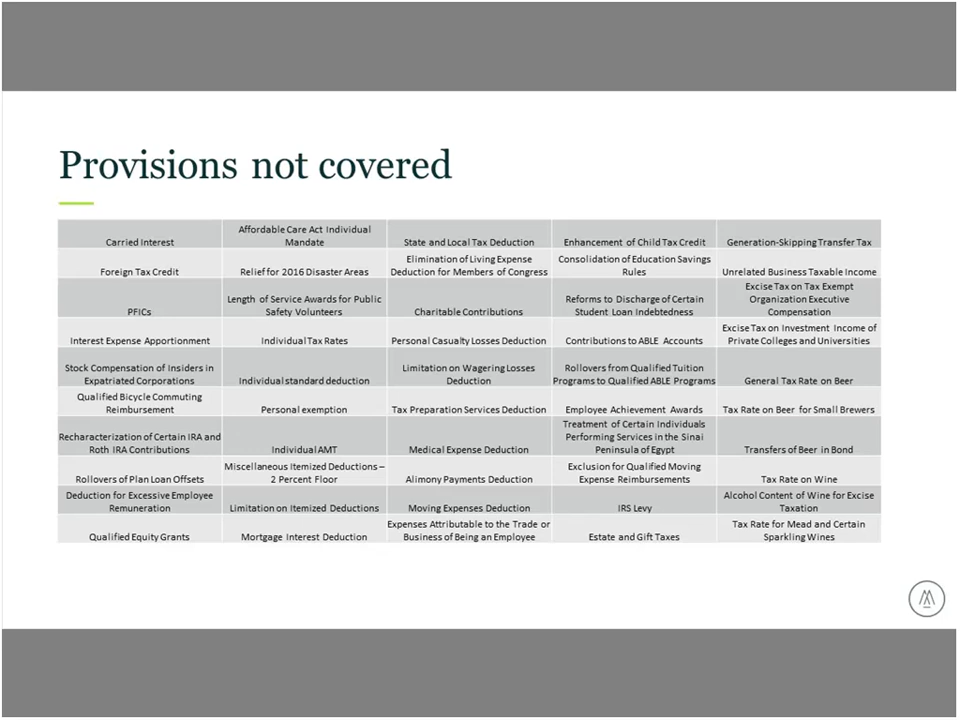 Provisions not covered
Carried Interest
Affordable Care Act Individual
Mandate
State and Local Tax Deduction
Enhancement of Child Tax Credit
Generation-Skipping Transfer Tax
Foreign Tax Credit
Relief for 2016 Disaster Areas
Elimination of Living Expense
Deduction for Members of Congress
Consolidation of Education Savings
Rules
Unrelated Business Taxable Income
PFICs
Length of Service Awards for Public
Safety Volunteers
Charitable Contributions
Reforms to Discharge of Certain
Student Loan Indebtedness
Excise Tax on Tax Exempt
Organization Executive
Compensation
Interest Expense Apportionment
Individual Tax Rates
Personal Casualty Losses Deduction
Contributions to ABLE Accounts
Excise Tax on Investment Income of
Private Colleges and Universities
Stock Compensation of Insiders in
Expatriated Corporations
Individual standard deduction
Limitation on Wagering Losses
Deduction
Rollovers from Qualified Tuition
Programs to Qualified ABLE Programs
General Tax Rate on Beer
Qualified Bicycle Commuting
Reimbursement
Personal exemption
Tax Preparation Services Deduction
Employee Achievement Awards
Tax Rate on Beer for Small Brewers
Recharacterization of Certain IRA and
Roth IRA Contributions
Individual AMT
Medical Expense Deduction
Treatment of Certain Individuals
Performing Services in the Sinai
Peninsula of Egypt
Transfers of Beer in Bond
Rollovers of Plan Loan Offsets
Miscellaneous Itemized Deductions –
2 Percent Floor
Alimony Payments Deduction
Exclusion for Qualified Moving
Expense Reimbursements
Tax Rate on Wine
Deduction for Excessive Employee
Remuneration
Limitation on Itemized Deductions
Moving Expenses Deduction
IRS Levy
Alcohol Content of Wine for Excise
Taxation
Qualified Equity Grants
Mortgage Interest Deduction
Expenses Attributable to the Trade or
Business of Being an Employee
Estate and Gift Taxes
Tax Rate for Mead and Certain
Sparkling Wines